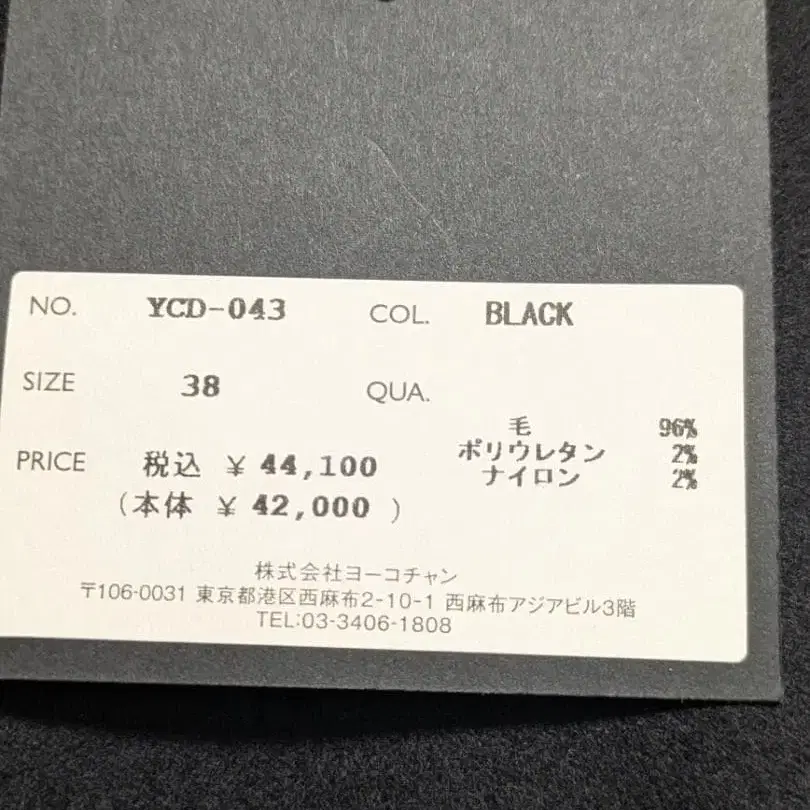 NO. YCD-043 COL. BLACK
SIZE 38 QUA.
毛 96%
ポリウレタン 2%
ナイロン 2%
PRICE 税込 ¥ 44,100
(本体 ¥ 42,000 )
株式会社ヨーコチャン
〒106-0031 東京都港区西麻布2-10-1 西麻布アジアビル3階
TEL:03-3406-1808